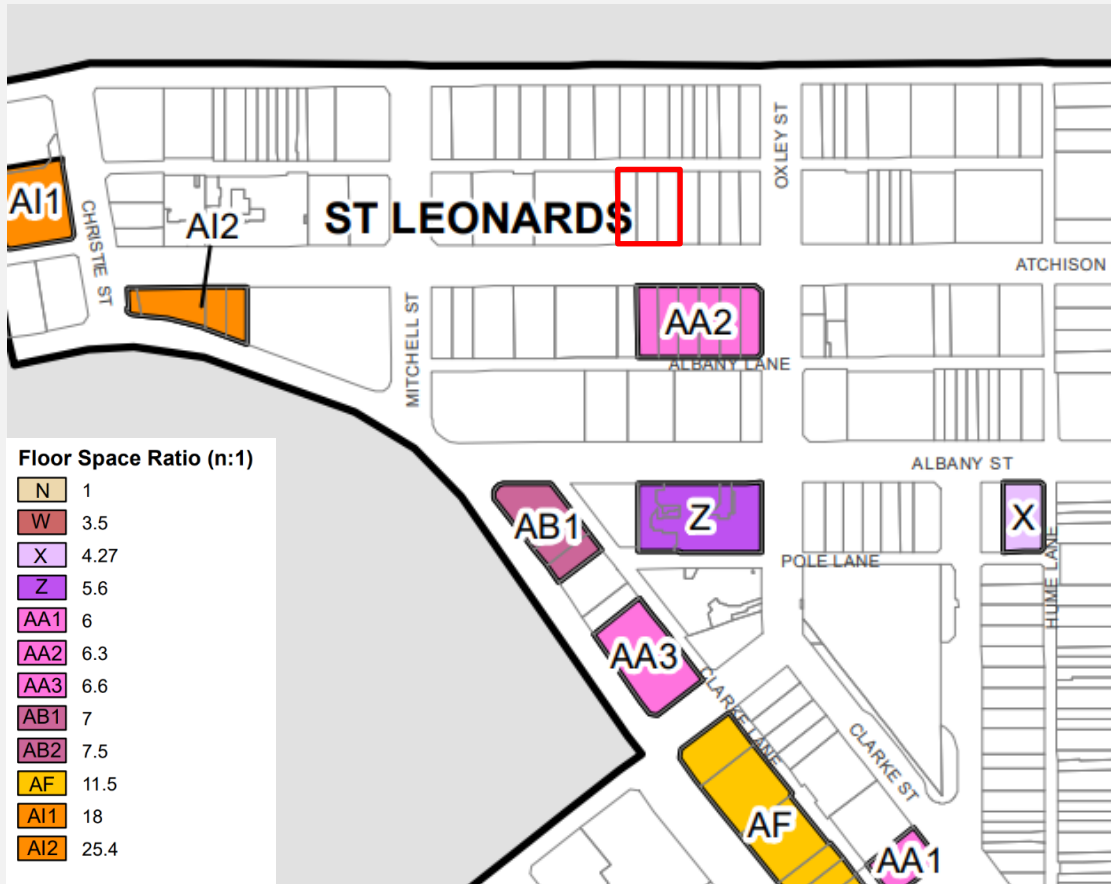 OXLEY ST
AI1
CHRISTIE ST
AI2
ST LEONARDS
ATCHISON
MITCHELL ST
AA2
ALBANY LANE
ALBANY ST
AB1
Z
X
POLE LANE
HUME LANE
AA3
CLARKE LANE
CLARKE ST
AF
AA1
Floor Space Ratio (n:1)
N 1
W 3.5
X 4.27
Z 5.6
AA1 6
AA2 6.3
AA3 6.6
AB1 7
AB2 7.5
AF 11.5
AI1 18
AI2 25.4